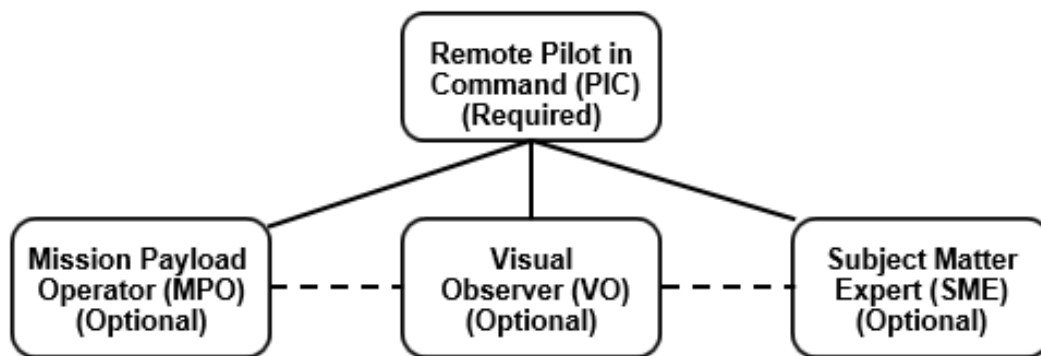 Remote Pilot in
Command (PIC)
(Required)
Mission Payload
Operator (MPO)
(Optional)
Visual
Observer (VO)
(Optional)
Subject Matter
Expert (SME)
(Optional)